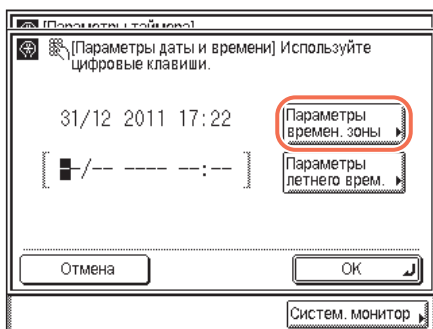 [Параметры таймера]
[Параметры даты и времени] Используйте
цифровые клавиши.
31/12 2011 17:22
Параметры
времен. зоны
[ -/-- ---- --:-- ]
Параметры
летнего врем.
Отмена
OK
Систем. монитор